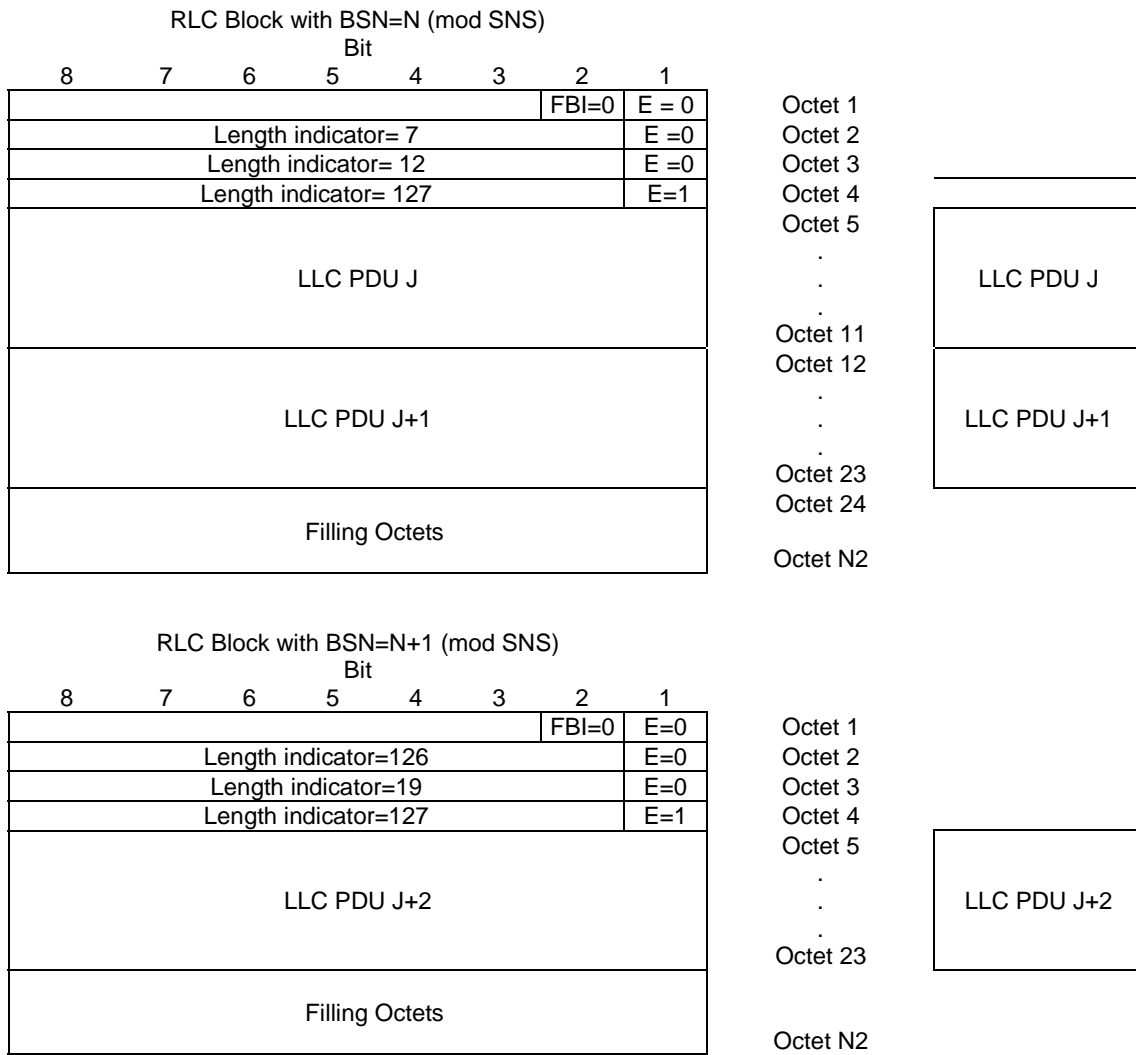 RLC Block with BSN=N (mod SNS)
Bit
8 7 6 5 4 3 2 1
FBI=0 E = 0 Octet 1
Length indicator= 7 E =0 Octet 2
Length indicator= 12 E =0 Octet 3
Length indicator= 127 E=1 Octet 4
Octet 5
.
LLC PDU J . LLC PDU J
.
Octet 11
Octet 12
.
LLC PDU J+1 . LLC PDU J+1
.
Octet 23
Octet 24
Filling Octets
Octet N2
RLC Block with BSN=N+1 (mod SNS)
Bit
8 7 6 5 4 3 2 1
FBI=0 E=0 Octet 1
Length indicator=126 E=0 Octet 2
Length indicator=19 E=0 Octet 3
Length indicator=127 E=1 Octet 4
Octet 5
.
LLC PDU J+2 . LLC PDU J+2
.
Octet 23
Filling Octets
Octet N2